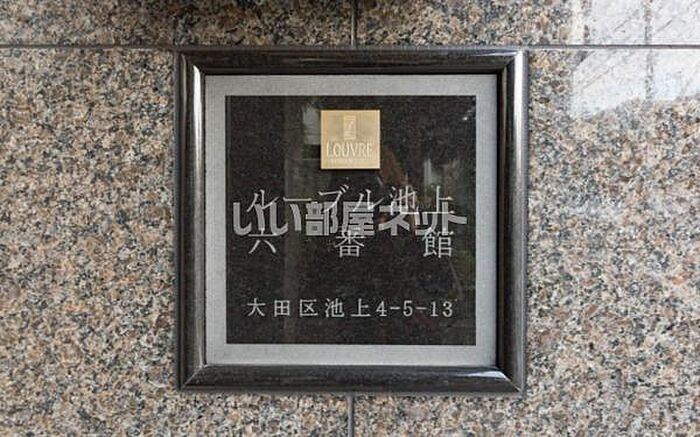 LOUVRE
ルーブル池上
いい部屋ネット
六番館
大田区池上4-5-13